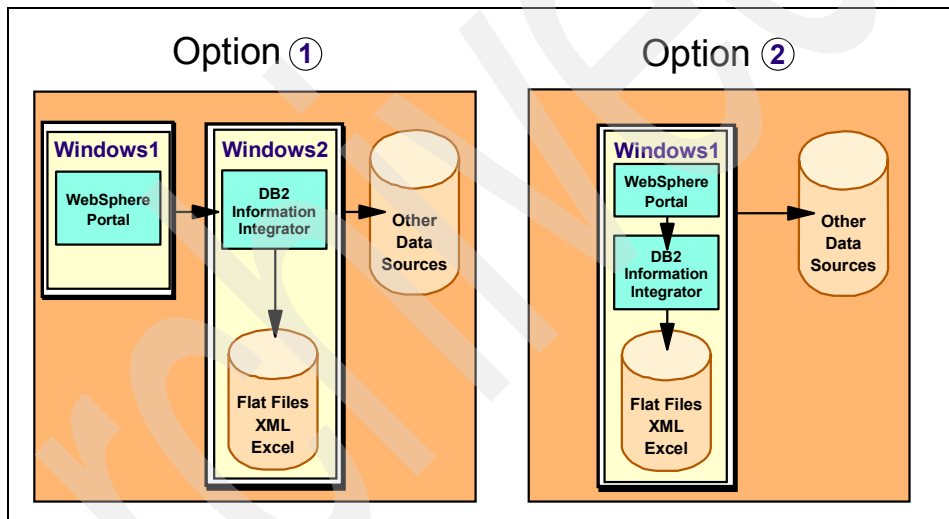 Option 1
Windows1
WebSphere
Portal
Windows2
DB2
Information
Integrator
Flat Files
XML
Excel
Other
Data
Sources
Option 2
Windows1
WebSphere
Portal
DB2
Information
Integrator
Flat Files
XML
Excel
Other
Data
Sources